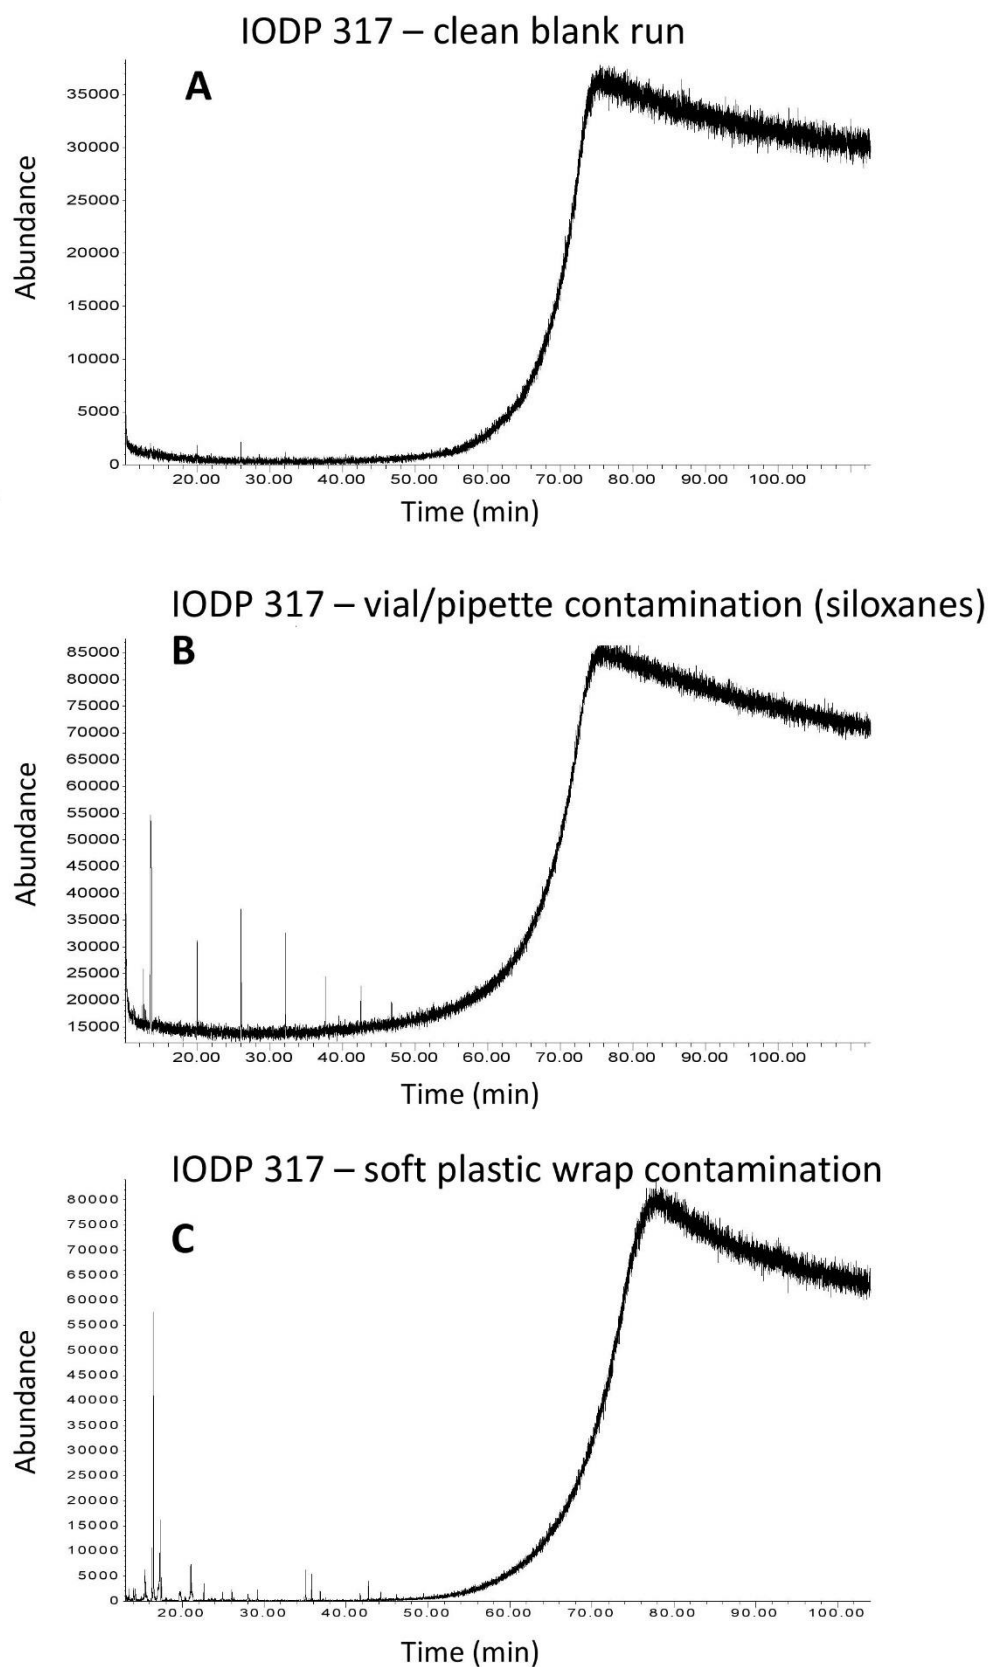 IODP 317 – clean blank run
A
35000
30000
25000
20000
15000
10000
5000
0
Abundance
20.00 30.00 40.00 50.00 60.00 70.00 80.00 90.00 100.00
Time (min)
IODP 317 – vial/pipette contamination (siloxanes)
B
85000
80000
75000
70000
65000
60000
55000
50000
45000
40000
35000
30000
25000
20000
15000
Abundance
20.00 30.00 40.00 50.00 60.00 70.00 80.00 90.00 100.00
Time (min)
IODP 317 – soft plastic wrap contamination
C
80000
75000
70000
65000
60000
55000
50000
45000
40000
35000
30000
25000
20000
15000
10000
5000
0
Abundance
20.00 30.00 40.00 50.00 60.00 70.00 80.00 90.00 100.00
Time (min)